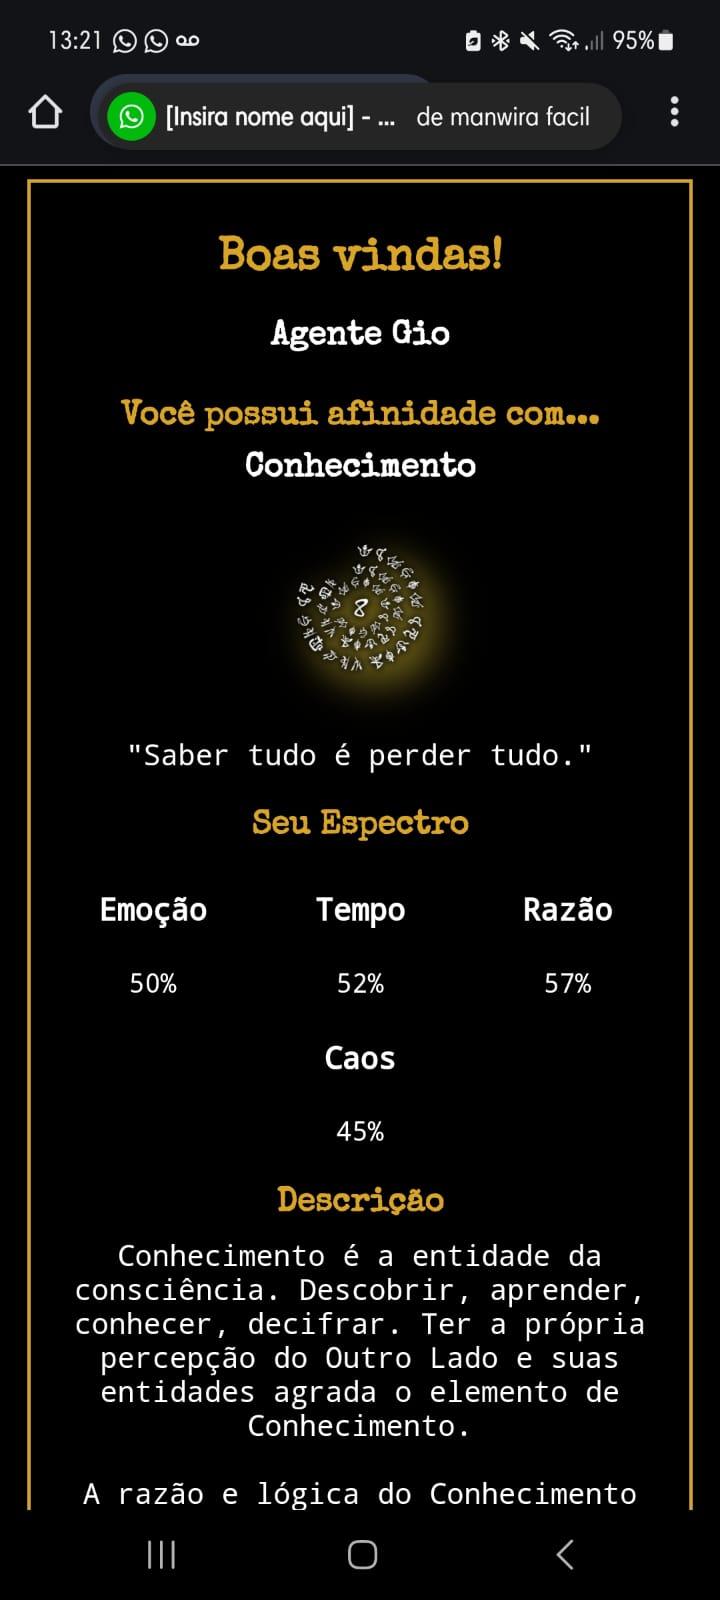 13:21 95%
[Insira nome aqui] - ... de manwira facil
Boas vindas!
Agente Gio
Você possui afinidade com...
Conhecimento
"Saber tudo é perder tudo."
Seu Espectro
Emoção Tempo Razão
50% 52% 57%
Caos
45%
Descrição
Conhecimento é a entidade da
consciência. Descobrir, aprender,
conhecer, decifrar. Ter a própria
percepção do Outro Lado e suas
entidades agrada o elemento de
Conhecimento.
A razão e lógica do Conhecimento